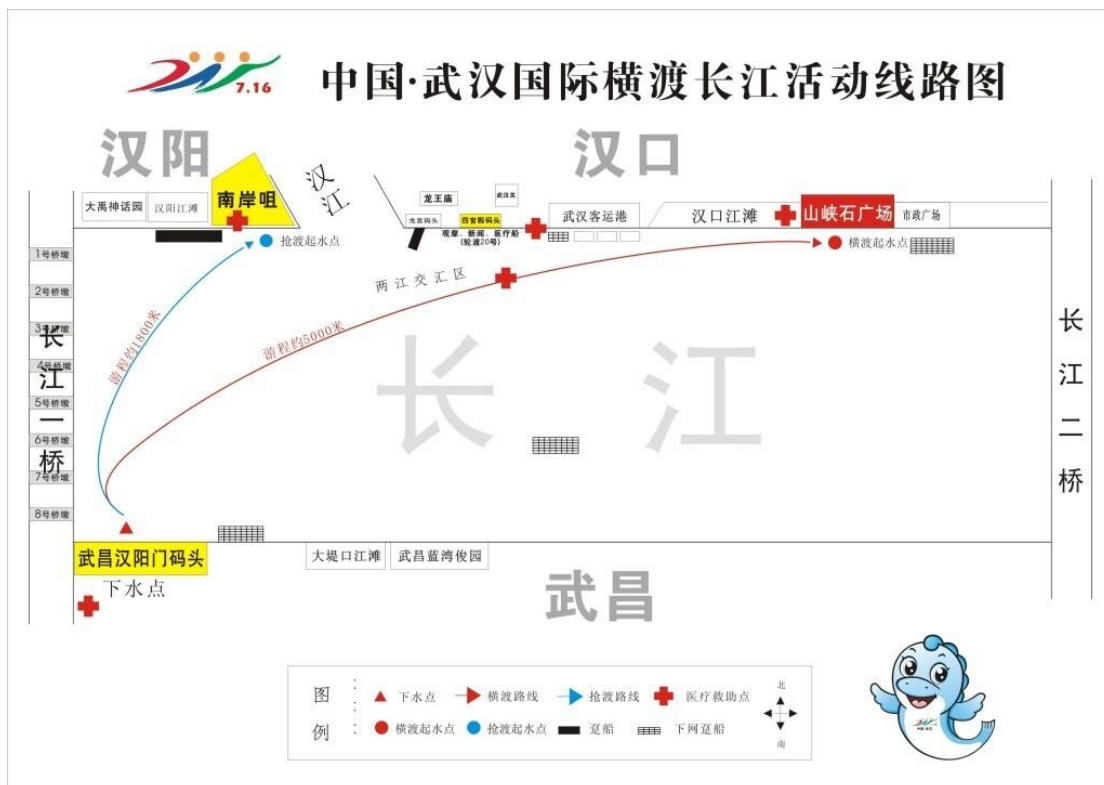 7.16
中国·武汉国际横渡长江活动线路图
汉阳
汉口
汉江
大禹神话园
汉阳江滩
南岸咀
龙王庙
武汉关
龙王码头
四官殿码头
武汉客运港
汉口江滩
山峡石广场
市政广场
观摩、新闻、医疗船
(轮渡20号)
抢渡起水点
横渡起水点
两江交汇区
1号桥墩
2号桥墩
3号桥墩
4号桥墩
5号桥墩
6号桥墩
7号桥墩
8号桥墩
长江一桥
游程约1800米
游程约5000米
长江
长江二桥
武昌汉阳门码头
下水点
大堤口江滩
武昌蓝湾俊园
武昌
图例
下水点
横渡路线
抢渡路线
医疗救助点
横渡起水点
抢渡起水点
趸船
下网趸船
北
南